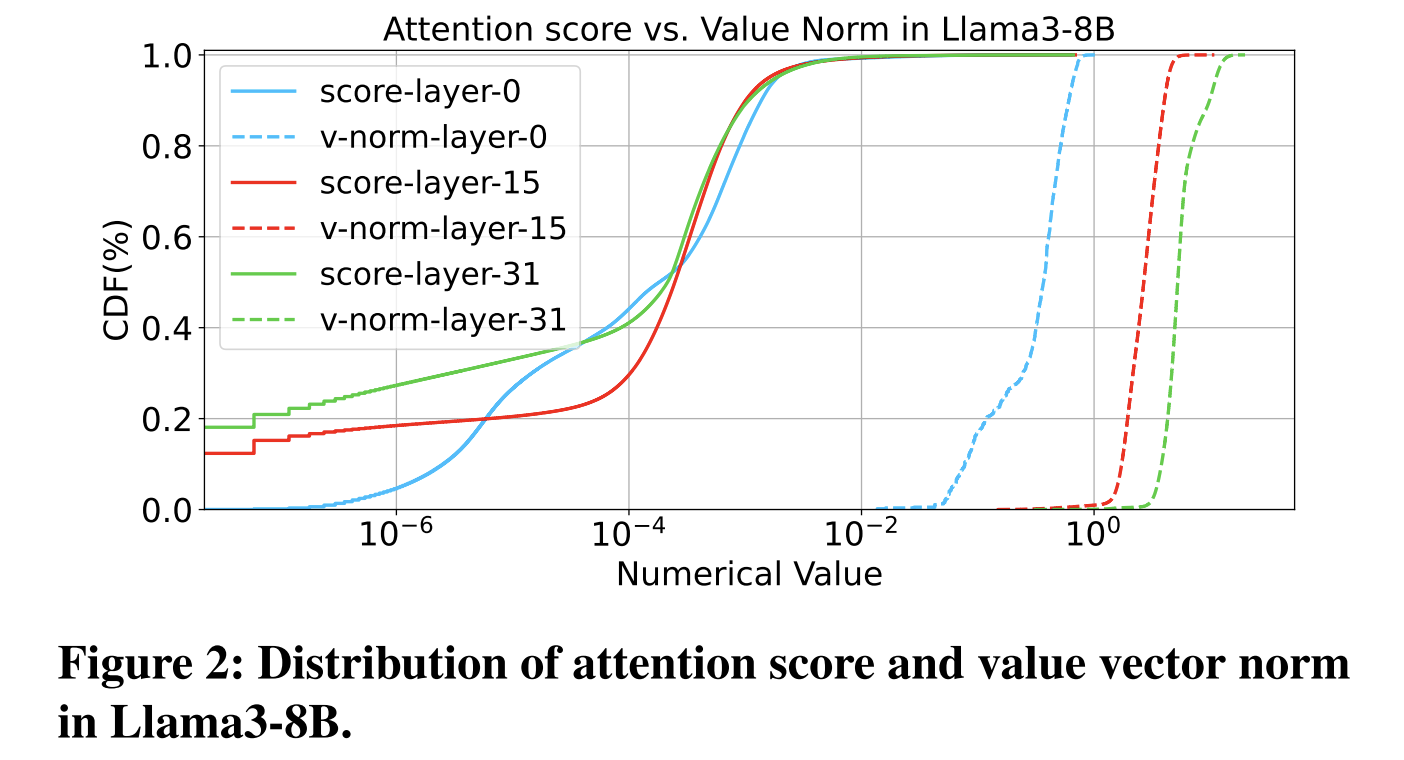 Attention score vs. Value Norm in Llama3-8B
1.0
0.8
0.6
0.4
0.2
0.0
CDF(%)
score-layer-0
v-norm-layer-0
score-layer-15
v-norm-layer-15
score-layer-31
v-norm-layer-31
10⁻⁶ 10⁻⁴ 10⁻² 10⁰
Numerical Value
Figure 2: Distribution of attention score and value vector norm
in Llama3-8B.